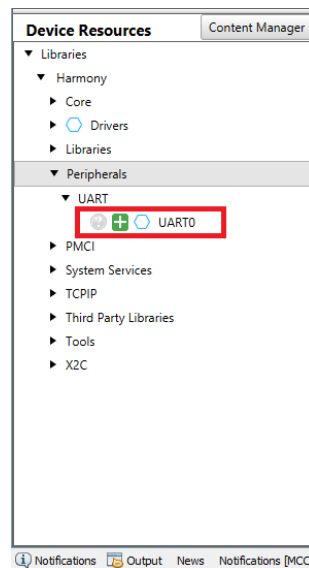 Device Resources
Content Manager
Libraries
Harmony
Core
Drivers
Libraries
Peripherals
UART
UART0
PMCI
System Services
TCPIP
Third Party Libraries
Tools
X2C
Notifications Output News Notifications [MCC